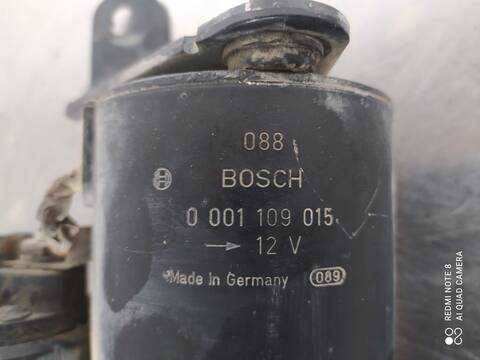 088
BOSCH
0 001 109 015
→ 12 V
Made in Germany 089
REDMI NOTE 8
AI QUAD CAMERA